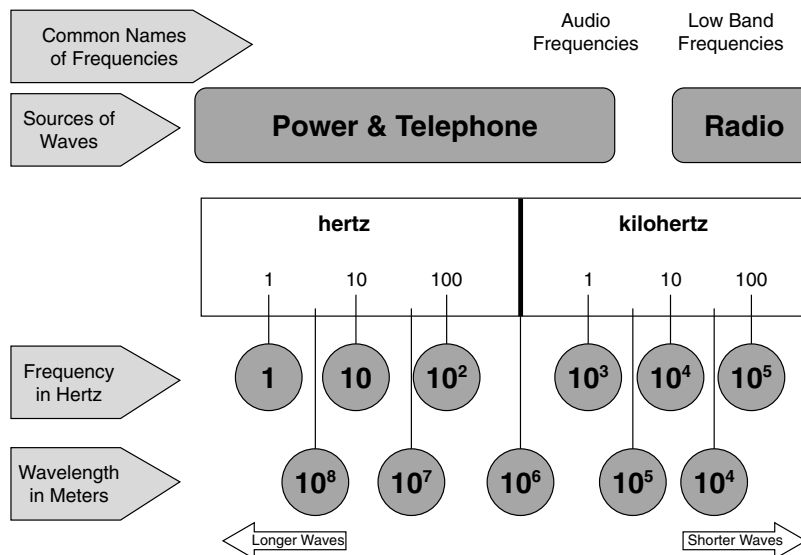 Common Names
of Frequencies
Audio
Frequencies
Low Band
Frequencies
Sources of
Waves
Power & Telephone
Radio
hertz
kilohertz
1 10 100 1 10 100
Frequency
in Hertz
1 10 10² 10³ 10⁴ 10⁵
Wavelength
in Meters
10⁸ 10⁷ 10⁶ 10⁵ 10⁴
Longer Waves
Shorter Waves